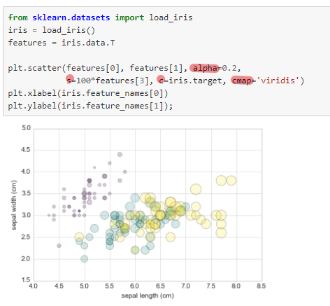 from sklearn.datasets import load_iris
iris = load_iris()
features = iris.data.T
plt.scatter(features[0], features[1], alpha=0.2,
s=100*features[3], c=iris.target, cmap='viridis')
plt.xlabel(iris.feature_names[0])
plt.ylabel(iris.feature_names[1]);
5.0
4.5
4.0
3.5
3.0
2.5
2.0
1.5
sepal width (cm)
4.0 4.5 5.0 5.5 6.0 6.5 7.0 7.5 8.0 8.5
sepal length (cm)